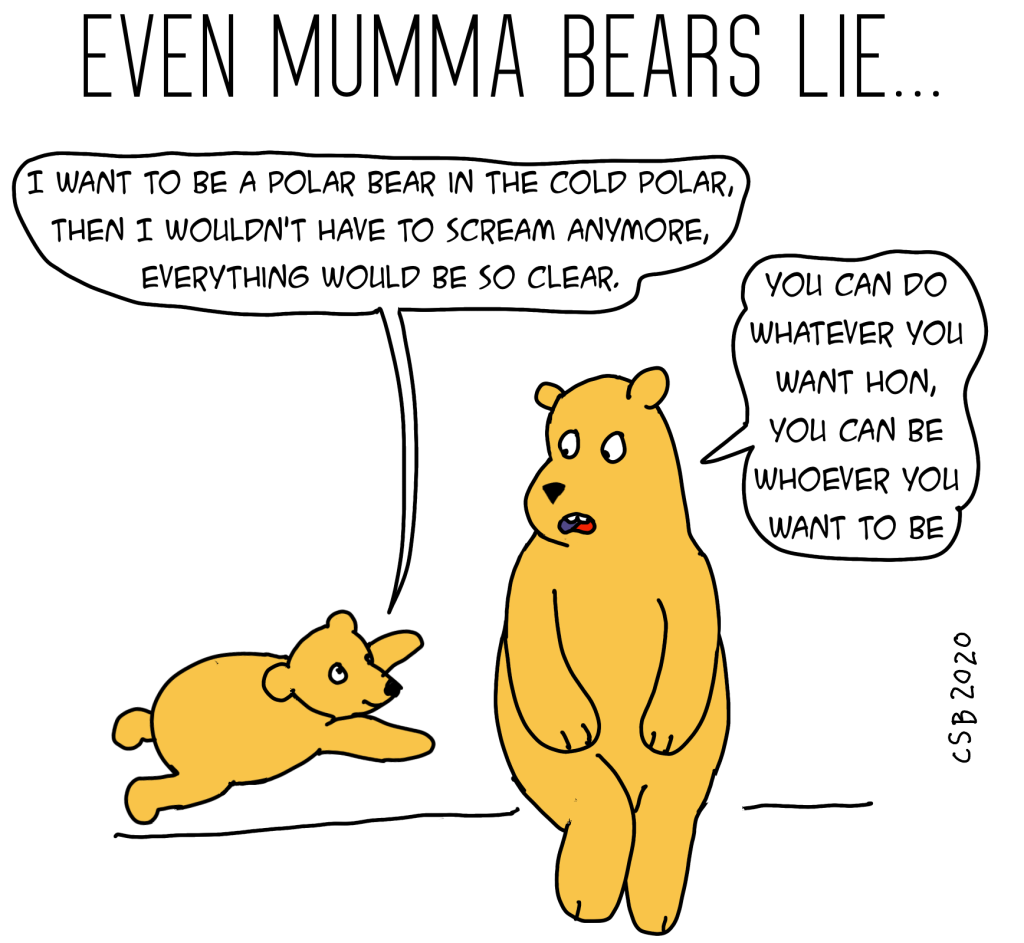 EVEN MUMMA BEARS LIE...
I WANT TO BE A POLAR BEAR IN THE COLD POLAR,
THEN I WOULDN'T HAVE TO SCREAM ANYMORE,
EVERYTHING WOULD BE SO CLEAR.
YOU CAN DO
WHATEVER YOU
WANT HON,
YOU CAN BE
WHOEVER YOU
WANT TO BE
CSB 2020